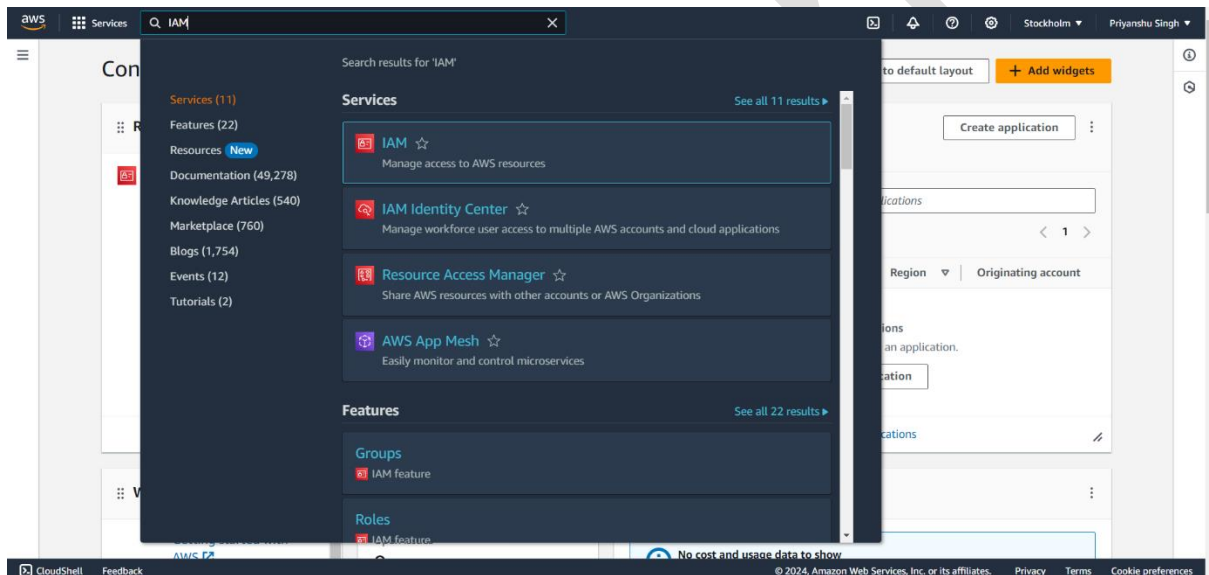 aws
Services
IAM
Stockholm
Priyanshu Singh
Con
to default layout
+ Add widgets
Search results for 'IAM'
Services (11)
Features (22)
Resources New
Documentation (49,278)
Knowledge Articles (540)
Marketplace (760)
Blogs (1,754)
Events (12)
Tutorials (2)
Services
See all 11 results
IAM
Manage access to AWS resources
IAM Identity Center
Manage workforce user access to multiple AWS accounts and cloud applications
Resource Access Manager
Share AWS resources with other accounts or AWS Organizations
AWS App Mesh
Easily monitor and control microservices
Features
See all 22 results
Groups
IAM feature
Roles
IAM feature
R
Create application
lications
1
Region
Originating account
ions
an application.
cation
cations
W
AWS
No cost and usage data to show
CloudShell
Feedback
© 2024, Amazon Web Services, Inc. or its affiliates.
Privacy
Terms
Cookie preferences